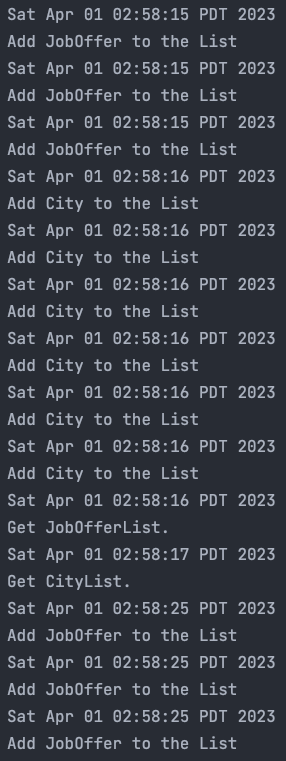 Sat Apr 01 02:58:15 PDT 2023
Add JobOffer to the List
Sat Apr 01 02:58:15 PDT 2023
Add JobOffer to the List
Sat Apr 01 02:58:15 PDT 2023
Add JobOffer to the List
Sat Apr 01 02:58:16 PDT 2023
Add City to the List
Sat Apr 01 02:58:16 PDT 2023
Add City to the List
Sat Apr 01 02:58:16 PDT 2023
Add City to the List
Sat Apr 01 02:58:16 PDT 2023
Add City to the List
Sat Apr 01 02:58:16 PDT 2023
Add City to the List
Sat Apr 01 02:58:16 PDT 2023
Add City to the List
Sat Apr 01 02:58:16 PDT 2023
Get JobOfferList.
Sat Apr 01 02:58:17 PDT 2023
Get CityList.
Sat Apr 01 02:58:25 PDT 2023
Add JobOffer to the List
Sat Apr 01 02:58:25 PDT 2023
Add JobOffer to the List
Sat Apr 01 02:58:25 PDT 2023
Add JobOffer to the List